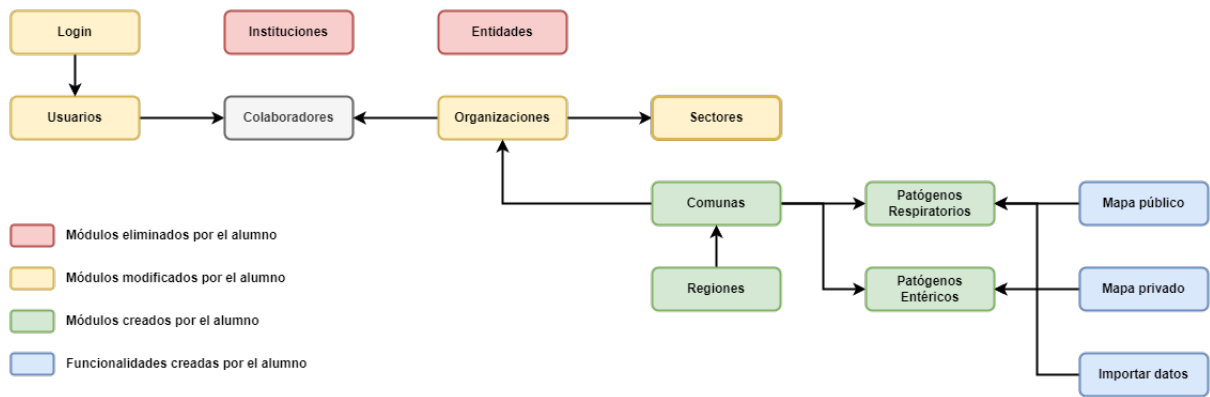 Login
Instituciones
Entidades
Usuarios
Colaboradores
Organizaciones
Sectores
Comunas
Patógenos
Respiratorios
Mapa público
Regiones
Patógenos
Entéricos
Mapa privado
Importar datos
Módulos eliminados por el alumno
Módulos modificados por el alumno
Módulos creados por el alumno
Funcionalidades creadas por el alumno